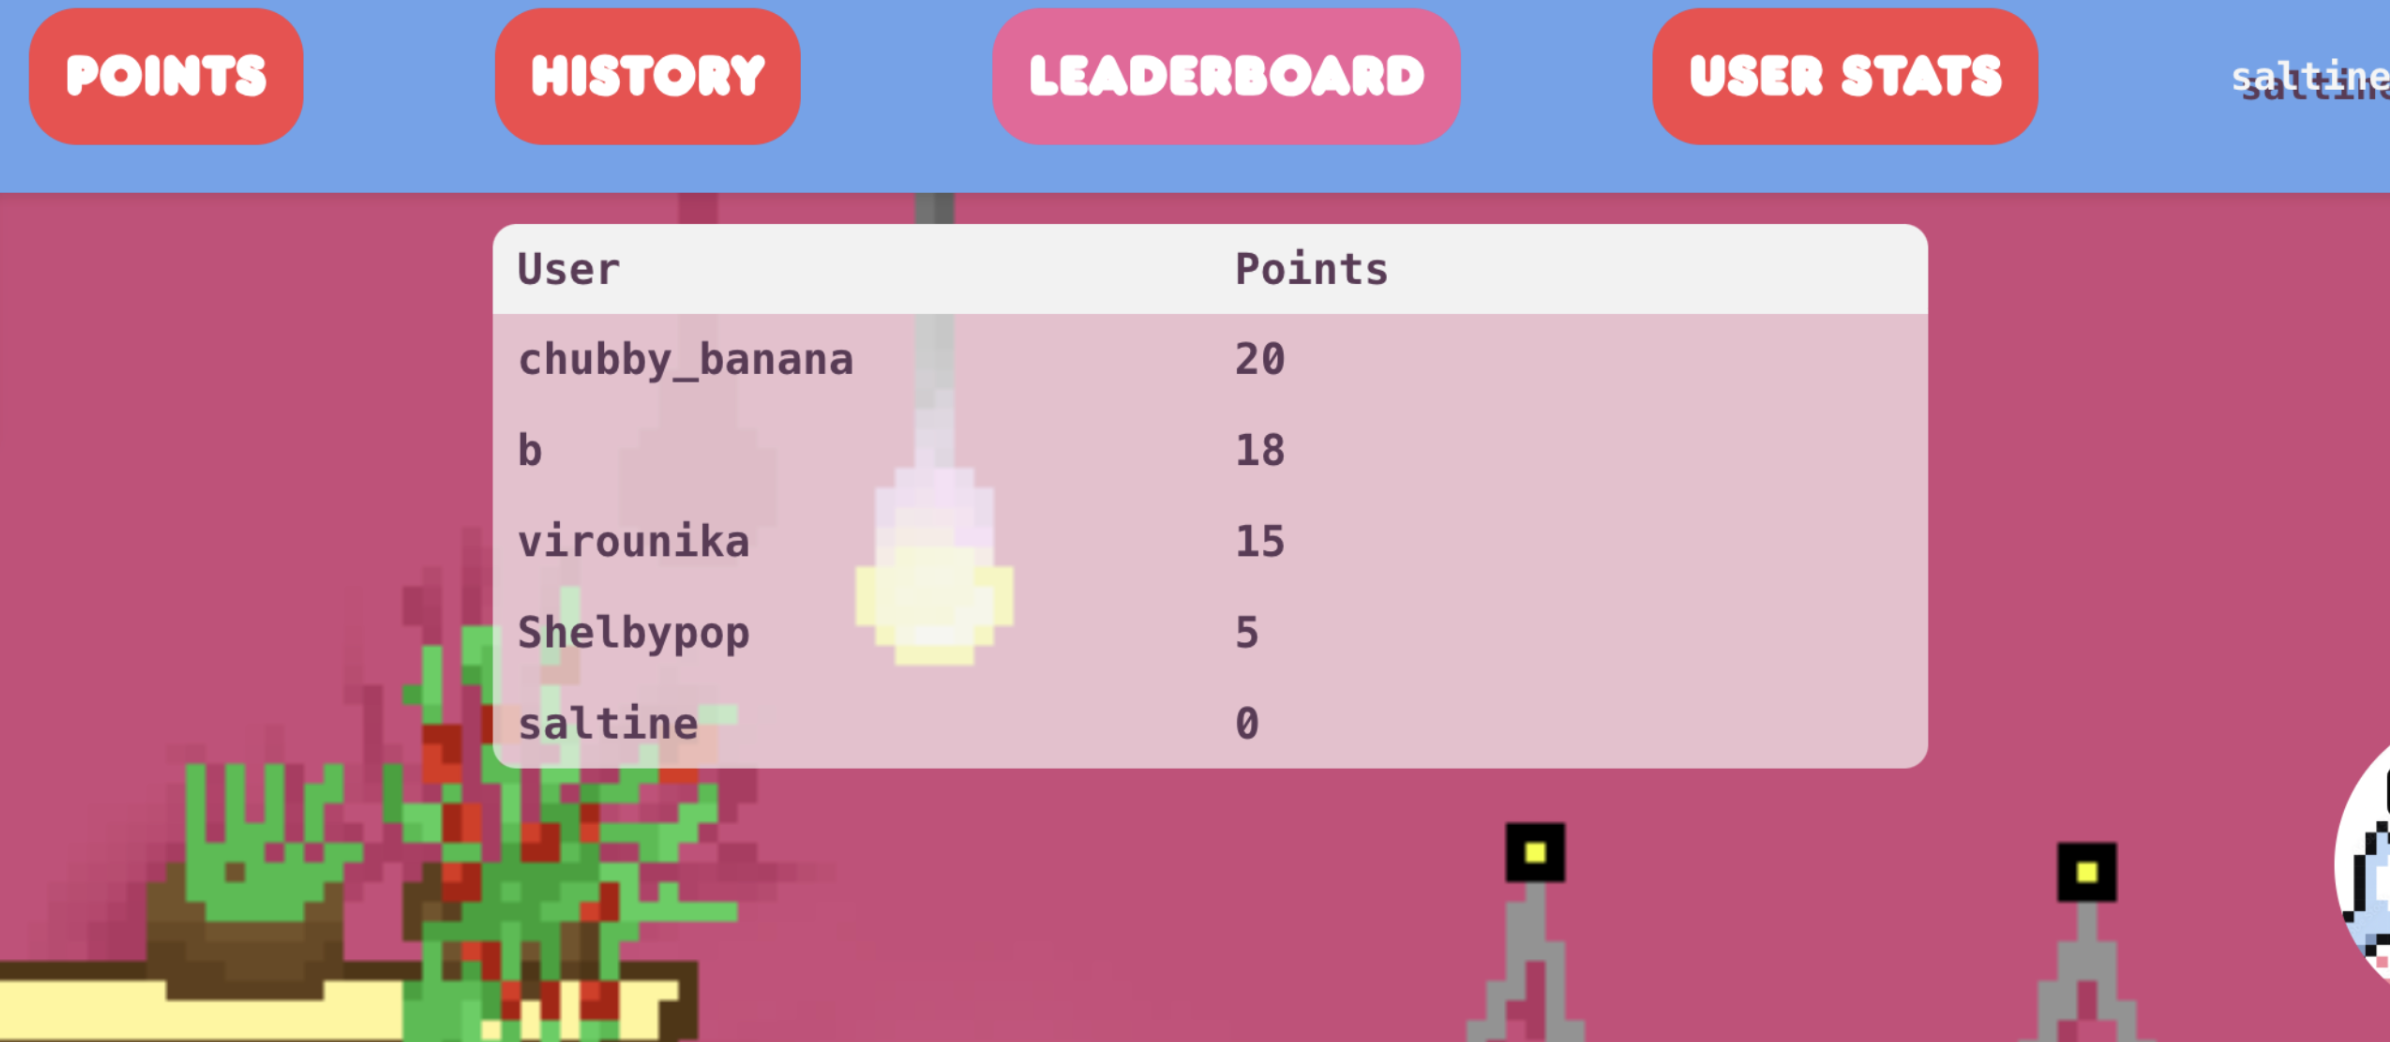 POINTS HISTORY LEADERBOARD USER STATS saltine
User Points
chubby_banana 20
b 18
virounika 15
Shelbypop 5
saltine 0